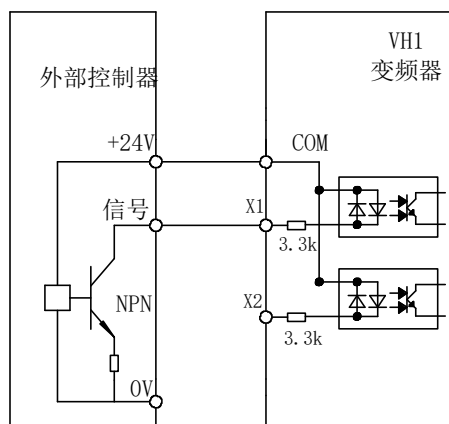 VH1
变频器
外部控制器
+24V
COM
信号
X1
3.3k
NPN
X2
3.3k
0V